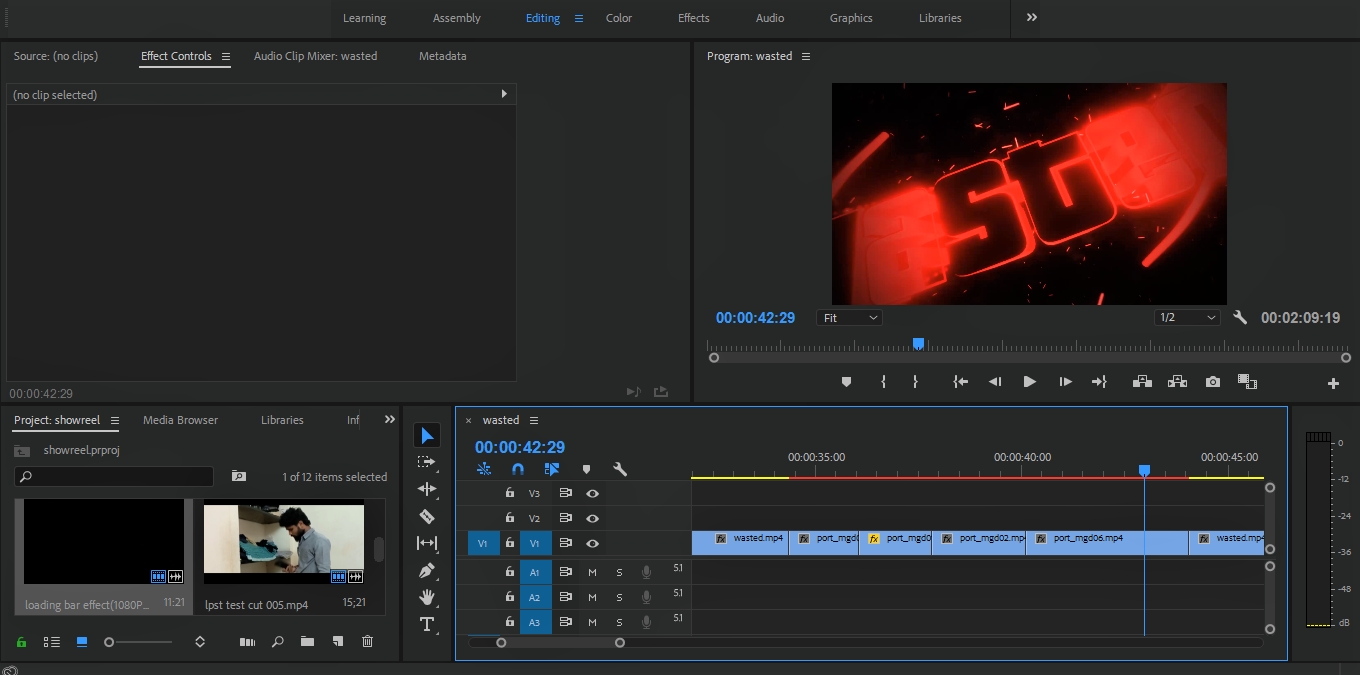 Learning Assembly Editing Color Effects Audio Graphics Libraries
Source: (no clips) Effect Controls Audio Clip Mixer: wasted Metadata
Program: wasted
(no clip selected)
00:00:42:29 Fit 1/2 00:02:09:19
00:00:42:29
Project: showreel Media Browser Libraries Inf
showreel.prproj
1 of 12 items selected
loading bar effect(1080P... 11:21
lpst test cut 005.mp4 15;21
wasted
00:00:42:29
00:00:35:00 00:00:40:00 00:00:45:00
V3
V2
V1 V1 wasted.mp4 port_mgd0 port_mgd0 port_mgd02.mp4 port_mgd06.mp4 wasted.mp4
A1 M S 5.1
A2 M S 5.1
A3 M S 5.1
0
-12
-24
-36
-48
dB